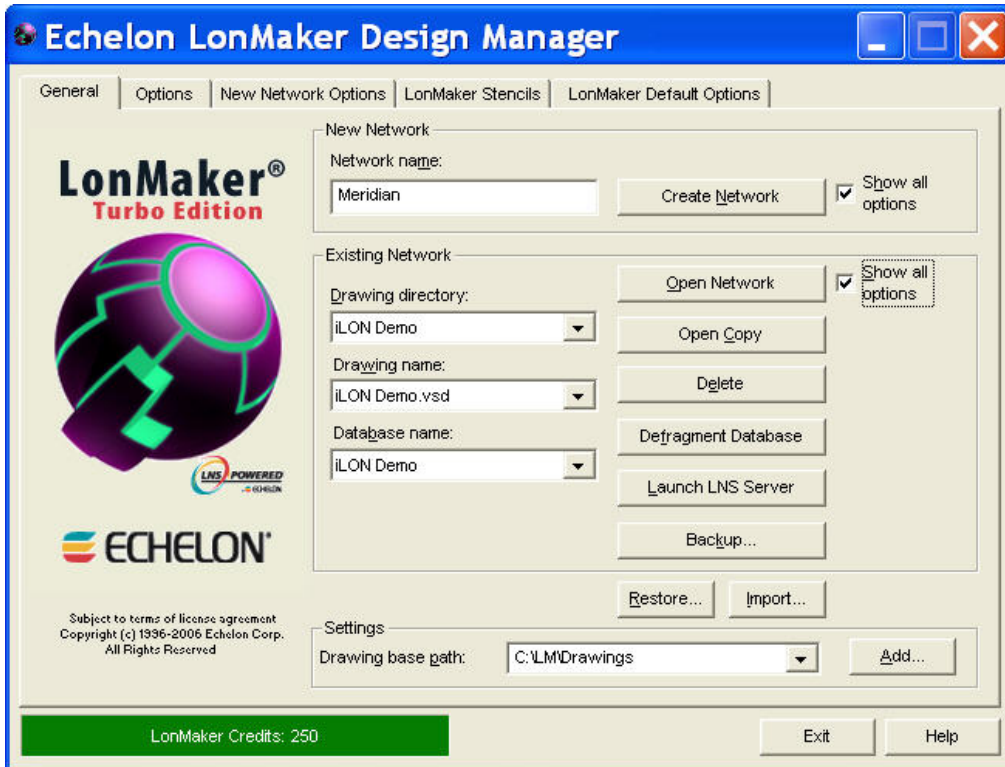 Echelon LonMaker Design Manager
General
Options
New Network Options
LonMaker Stencils
LonMaker Default Options
LonMaker®
Turbo Edition
LNS POWERED
BY ECHELON
ECHELON®
Subject to terms of license agreement
Copyright (c) 1996-2006 Echelon Corp.
All Rights Reserved
New Network
Network name:
Meridian
Create Network
Show all
options
Existing Network
Drawing directory:
iLON Demo
Drawing name:
iLON Demo.vsd
Database name:
iLON Demo
Open Network
Show all
options
Open Copy
Delete
Defragment Database
Launch LNS Server
Backup...
Restore...
Import...
Settings
Drawing base path:
C:\LM\Drawings
Add...
LonMaker Credits: 250
Exit
Help